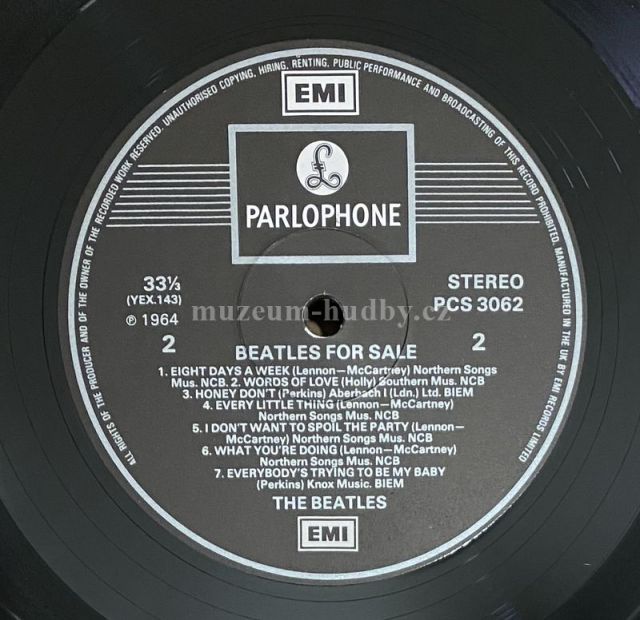 ALL RIGHTS OF THE PRODUCER AND OF THE OWNER OF THE RECORDED WORK RESERVED. UNAUTHORISED COPYING, HIRING, RENTING, PUBLIC PERFORMANCE AND BROADCASTING OF THIS RECORD PROHIBITED. MANUFACTURED IN THE UK BY EMI RECORDS LIMITED
EMI
£
PARLOPHONE
33⅓
(YEX.143)
℗ 1964
2
STEREO
PCS 3062
2
muzeum-hudby.cz
BEATLES FOR SALE
1. EIGHT DAYS A WEEK (Lennon–McCartney) Northern Songs
Mus. NCB. 2. WORDS OF LOVE (Holly) Southern Mus. NCB
3. HONEY DON'T (Perkins) Aberbach I (Ldn.) Ltd. BIEM
4. EVERY LITTLE THING (Lennon–McCartney)
Northern Songs Mus. NCB
5. I DON'T WANT TO SPOIL THE PARTY (Lennon–
McCartney) Northern Songs Mus. NCB
6. WHAT YOU'RE DOING (Lennon–McCartney)
Northern Songs Mus. NCB
7. EVERYBODY'S TRYING TO BE MY BABY
(Perkins) Knox Music. BIEM
THE BEATLES
EMI